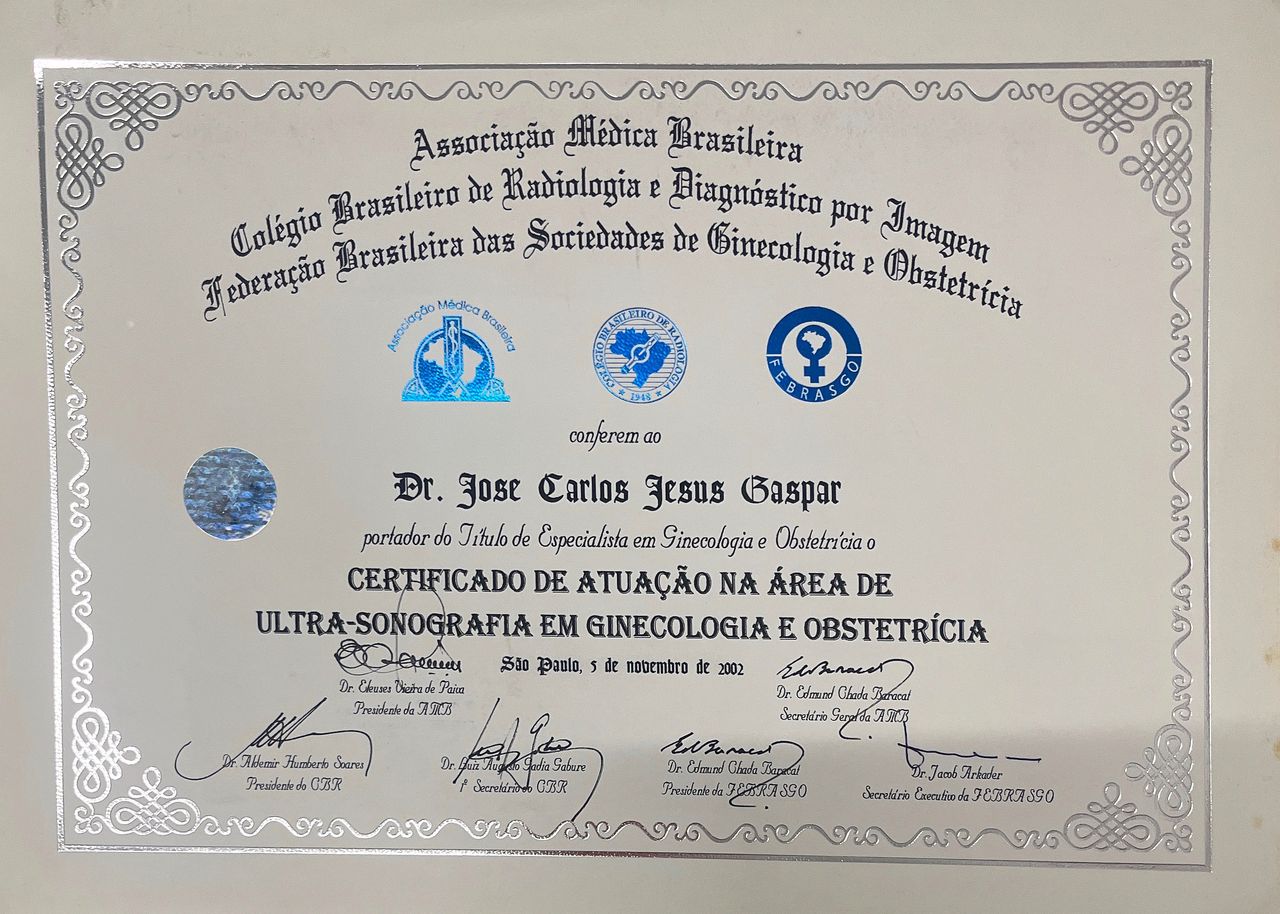 Associação Médica Brasileira
Colégio Brasileiro de Radiologia e Diagnóstico por Imagem
Federação Brasileira das Sociedades de Ginecologia e Obstetrícia
Associação Médica Brasileira
COLÉGIO BRASILEIRO DE RADIOLOGIA
★ 1948 ★
FEBRASGO
conferem ao
Dr. Jose Carlos Jesus Gaspar
portador do Título de Especialista em Ginecologia e Obstetrícia o
CERTIFICADO DE ATUAÇÃO NA ÁREA DE
ULTRA-SONOGRAFIA EM GINECOLOGIA E OBSTETRÍCIA
São Paulo, 5 de novembro de 2002
Dr. Eleuses Vieira de Paiva
Presidente da AMB
Dr. Edmund Chada Baracat
Secretário Geral da AMB
Dr. Aldemir Humberto Soares
Presidente do CBR
Dr. Luiz Augusto Gadia Gabure
1º Secretário do CBR
Dr. Edmund Chada Baracat
Presidente da FEBRASGO
Dr. Jacob Arkader
Secretário Executivo da FEBRASGO